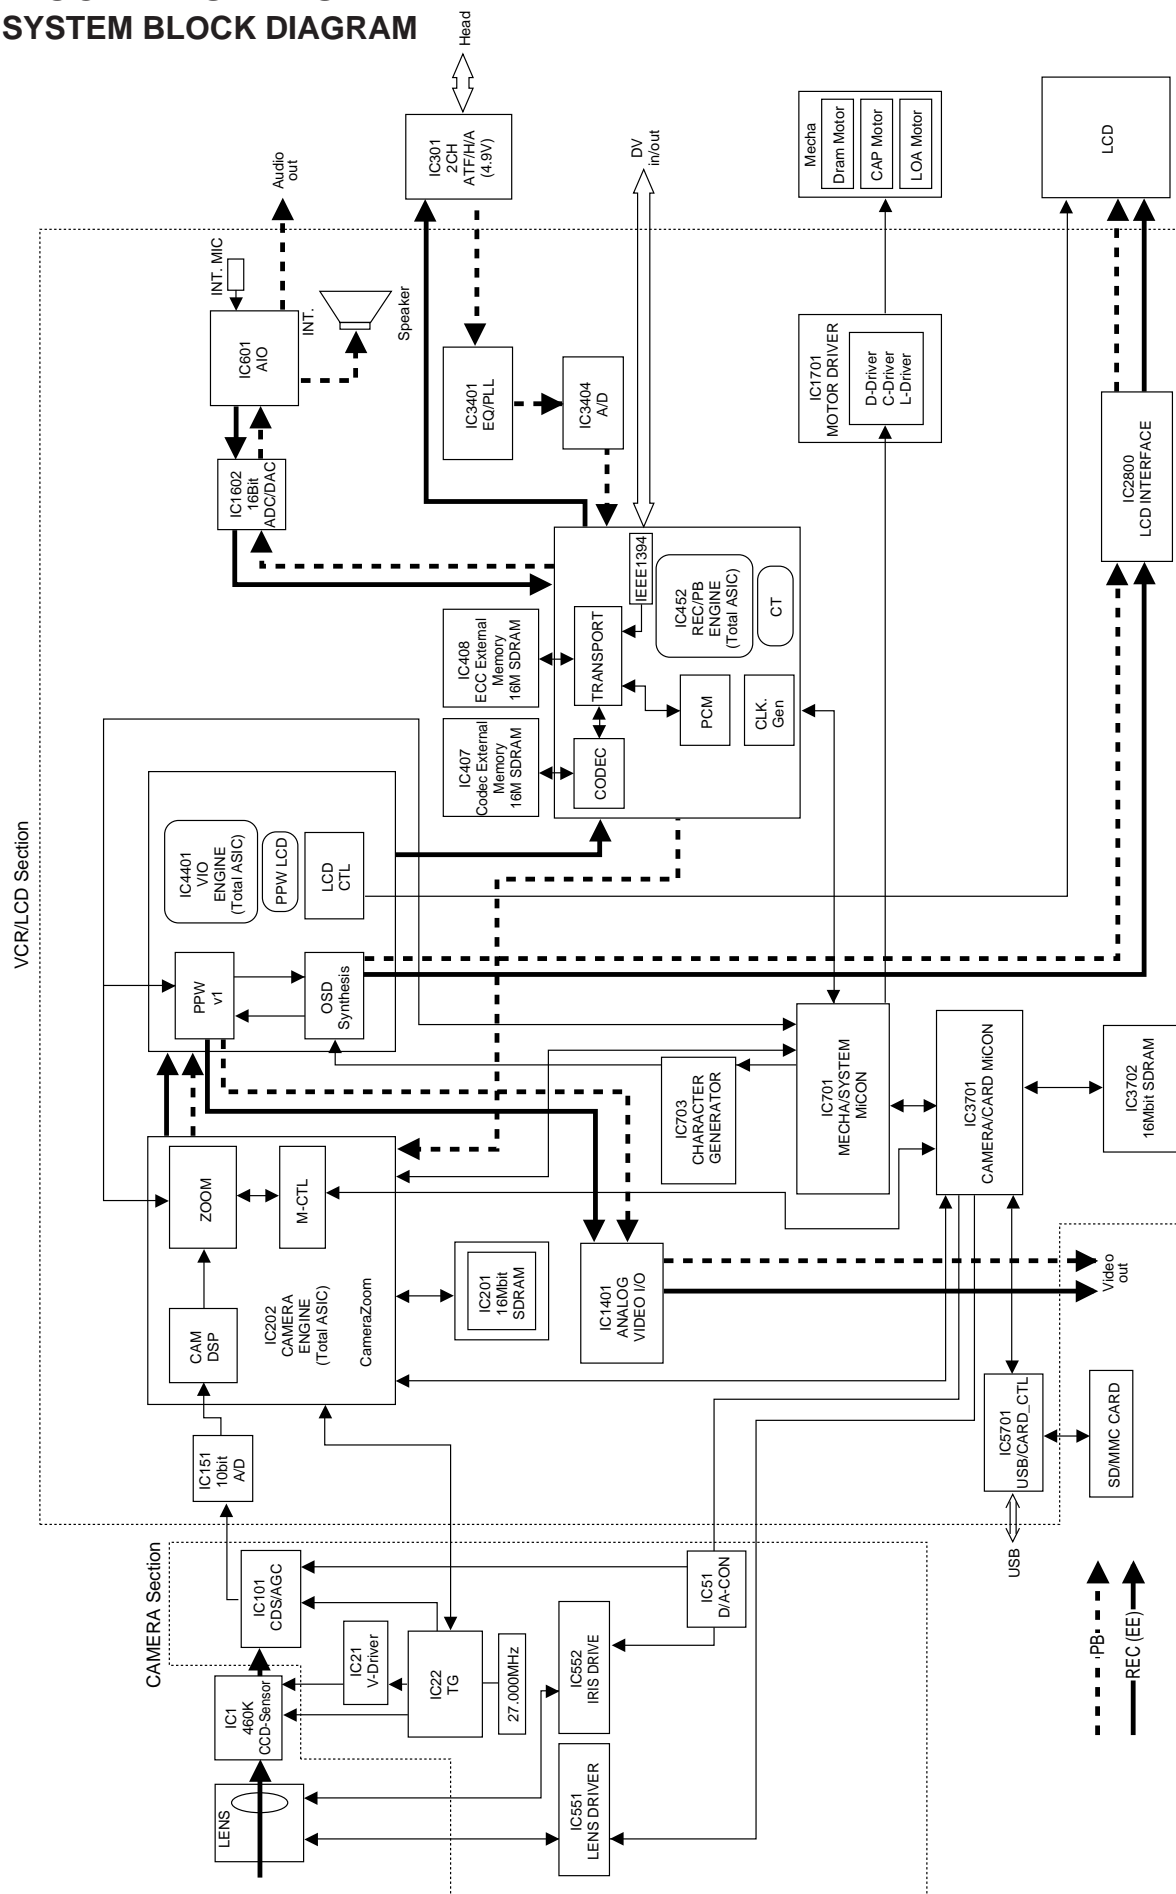 SYSTEM BLOCK DIAGRAM
VCR/LCD Section
CAMERA Section
LENS
IC1
460K
CCD-Sensor
IC101
CDS/AGC
IC21
V-Driver
IC22
TG
27.000MHz
IC551
LENS DRIVER
IC552
IRIS DRIVE
IC51
D/A-CON
IC151
10bit
A/D
CAM
DSP
ZOOM
M-CTL
IC202
CAMERA
ENGINE
(Total ASIC)
CameraZoom
IC201
16Mbit
SDRAM
PPW
v1
OSD
Synthesis
IC4401
VIO
ENGINE
(Total ASIC)
PPW LCD
LCD
CTL
IC1401
ANALOG
VIDEO I/O
Video
out
IC703
CHARACTER
GENERATOR
IC701
MECHA/SYSTEM
MiCON
IC3701
CAMERA/CARD MiCON
IC3702
16Mbit SDRAM
IC5701
USB/CARD_CTL
USB
SD/MMC CARD
IC407
Codec External
Memory
16M SDRAM
IC408
ECC External
Memory
16M SDRAM
CODEC
TRANSPORT
IEEE1394
PCM
CLK.
Gen
IC452
REC/PB
ENGINE
(Total ASIC)
CT
IC1602
16Bit
ADC/DAC
IC601
AIO
INT. MIC
INT.
Speaker
Audio
out
IC3401
EQ/PLL
IC3404
A/D
IC301
2CH
ATF/H/A
(4.9V)
Head
DV
in/out
IC1701
MOTOR DRIVER
D-Driver
C-Driver
L-Driver
Mecha
Dram Motor
CAP Motor
LOA Motor
IC2800
LCD INTERFACE
LCD
PB
REC (EE)